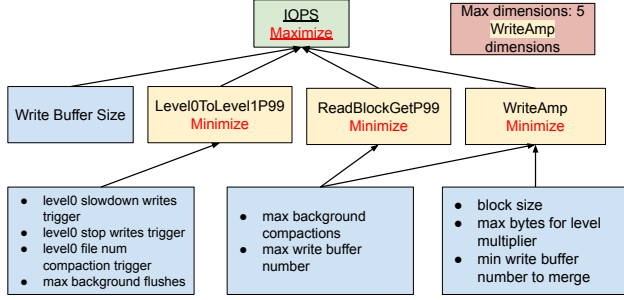 IOPS
Maximize
Max dimensions: 5
WriteAmp
dimensions
Write Buffer Size
Level0ToLevel1P99
Minimize
ReadBlockGetP99
Minimize
WriteAmp
Minimize
● level0 slowdown writes
trigger
● level0 stop writes trigger
● level0 file num
compaction trigger
● max background flushes
● max background
compactions
● max write buffer
number
● block size
● max bytes for level
multiplier
● min write buffer
number to merge